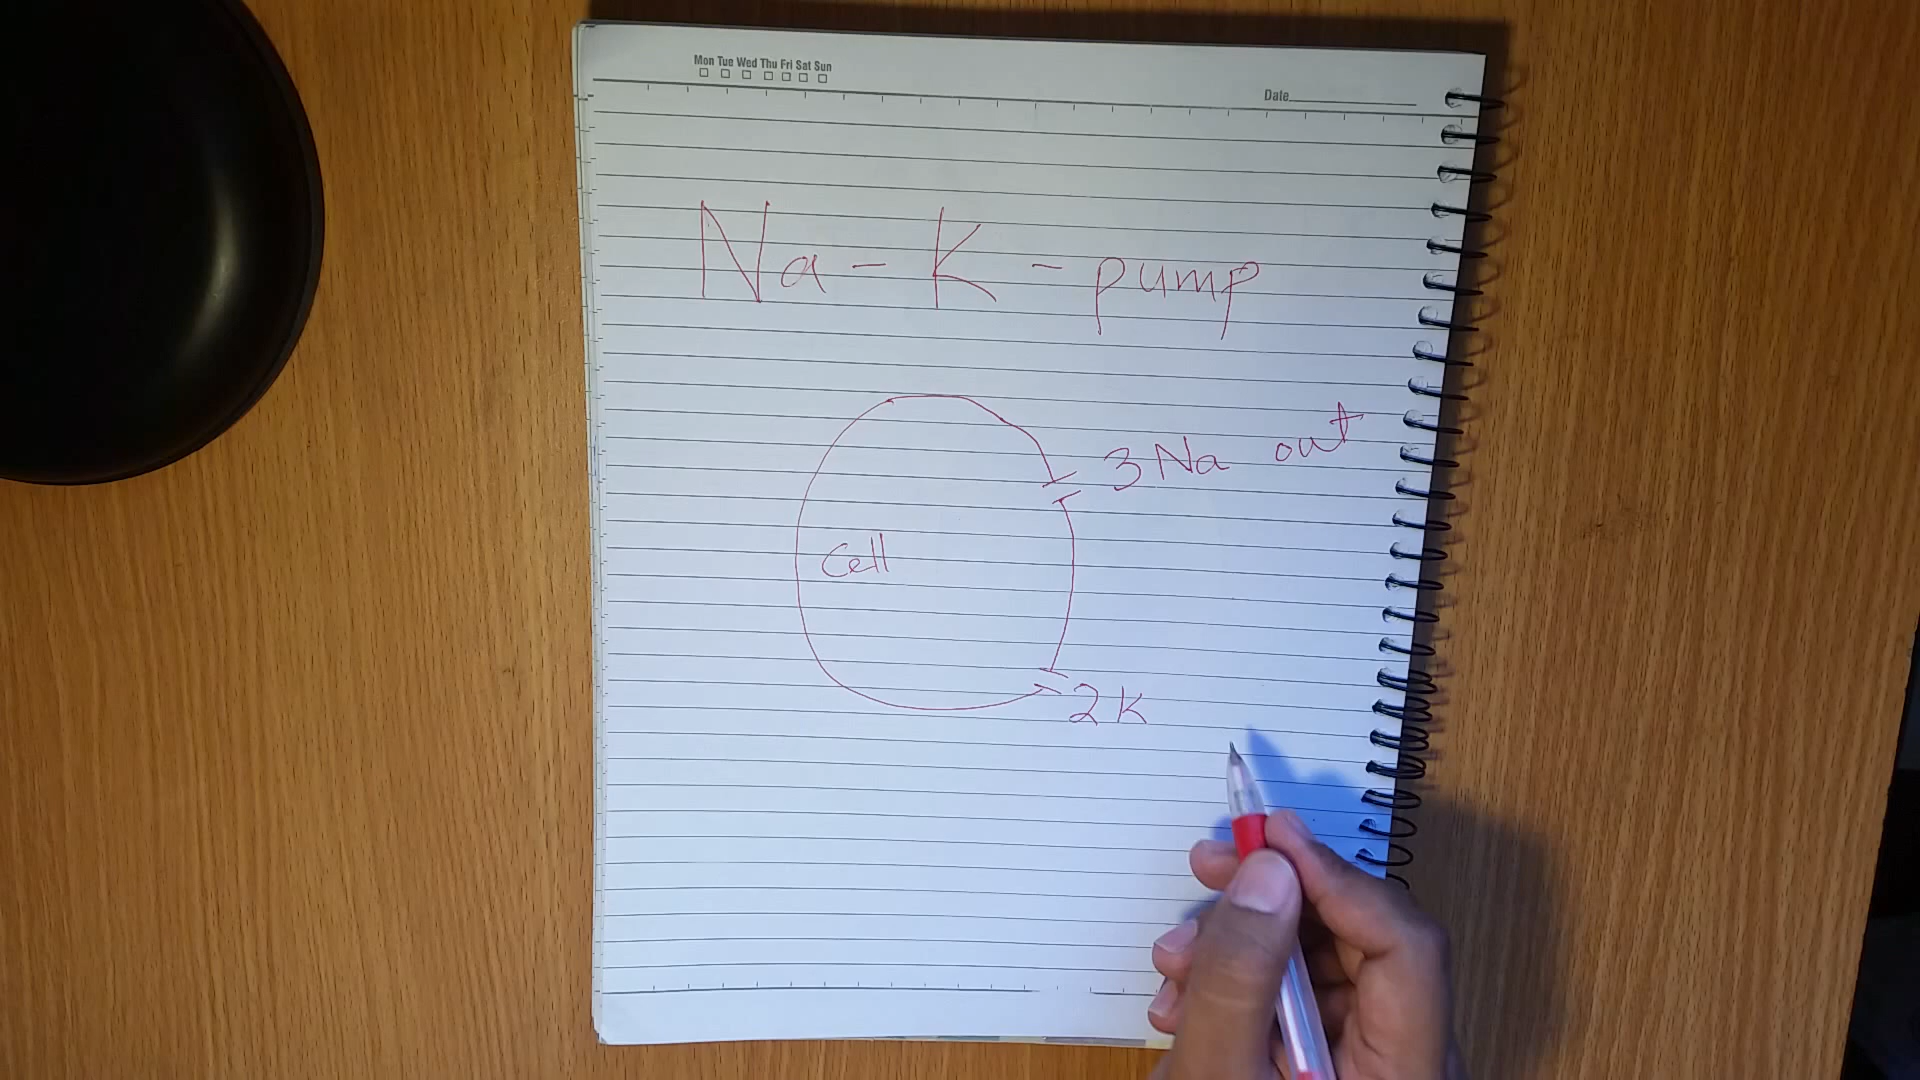 Mon Tue Wed Thu Fri Sat Sun
Date
Na - K - pump
3 Na out
Cell
2 K